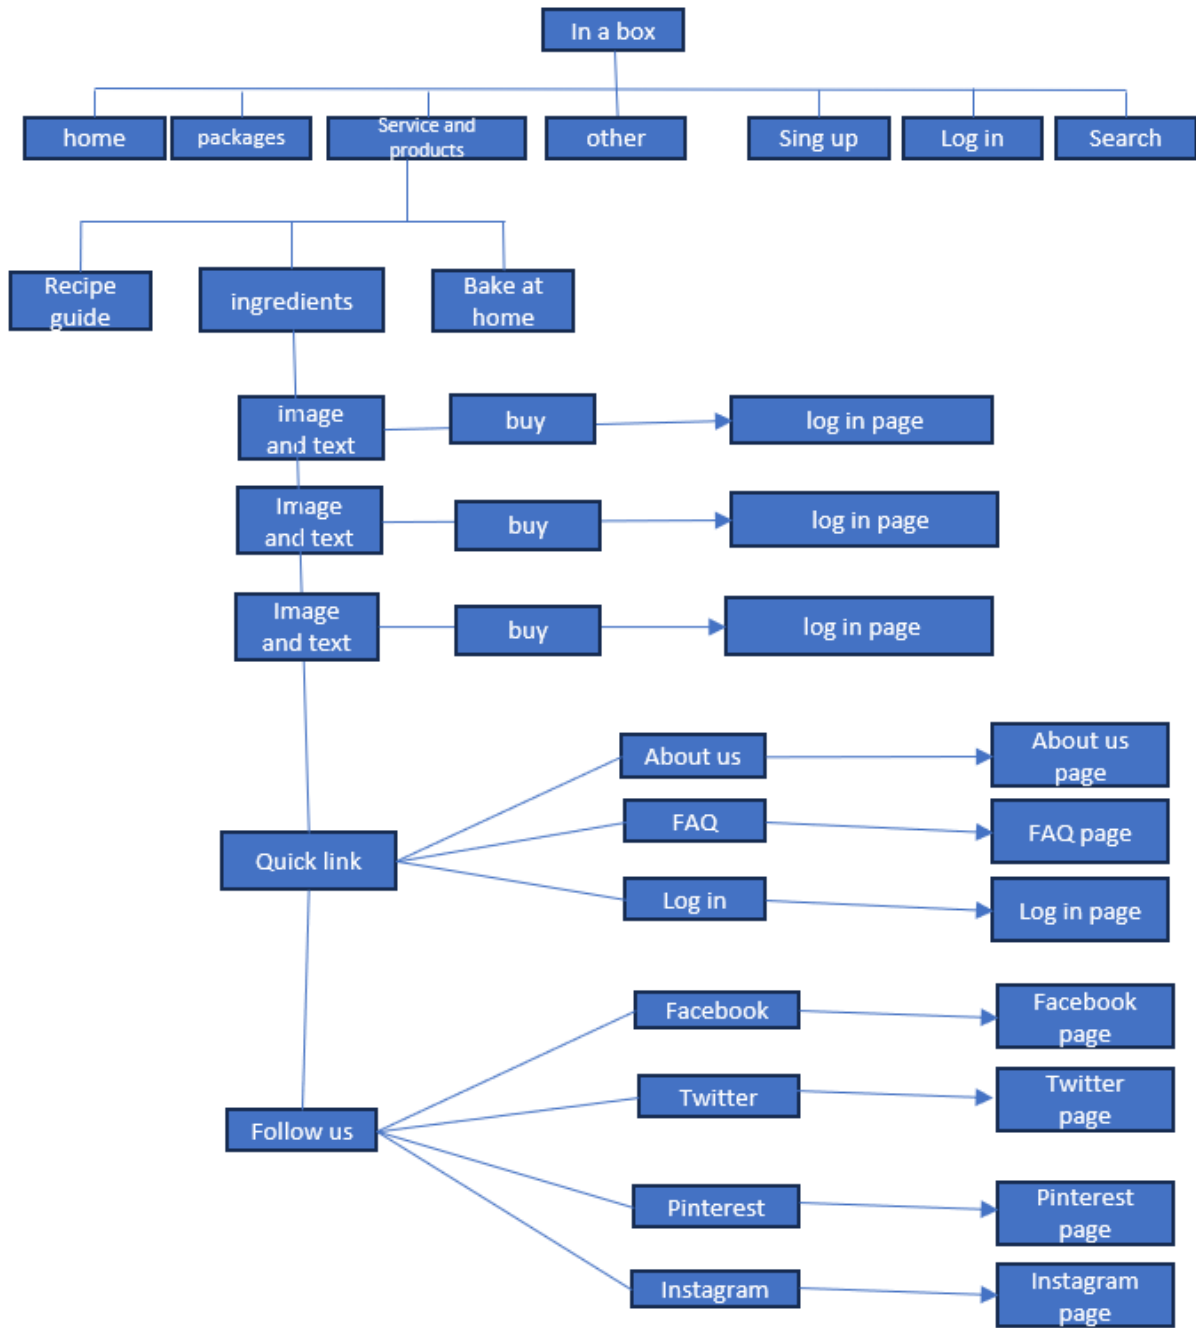 In a box
home
packages
Service and
products
other
Sing up
Log in
Search
Recipe
guide
ingredients
Bake at
home
image
and text
buy
log in page
Image
and text
buy
log in page
Image
and text
buy
log in page
About us
About us
page
FAQ
FAQ page
Quick link
Log in
Log in page
Facebook
Facebook
page
Twitter
Twitter
page
Follow us
Pinterest
Pinterest
page
Instagram
Instagram
page